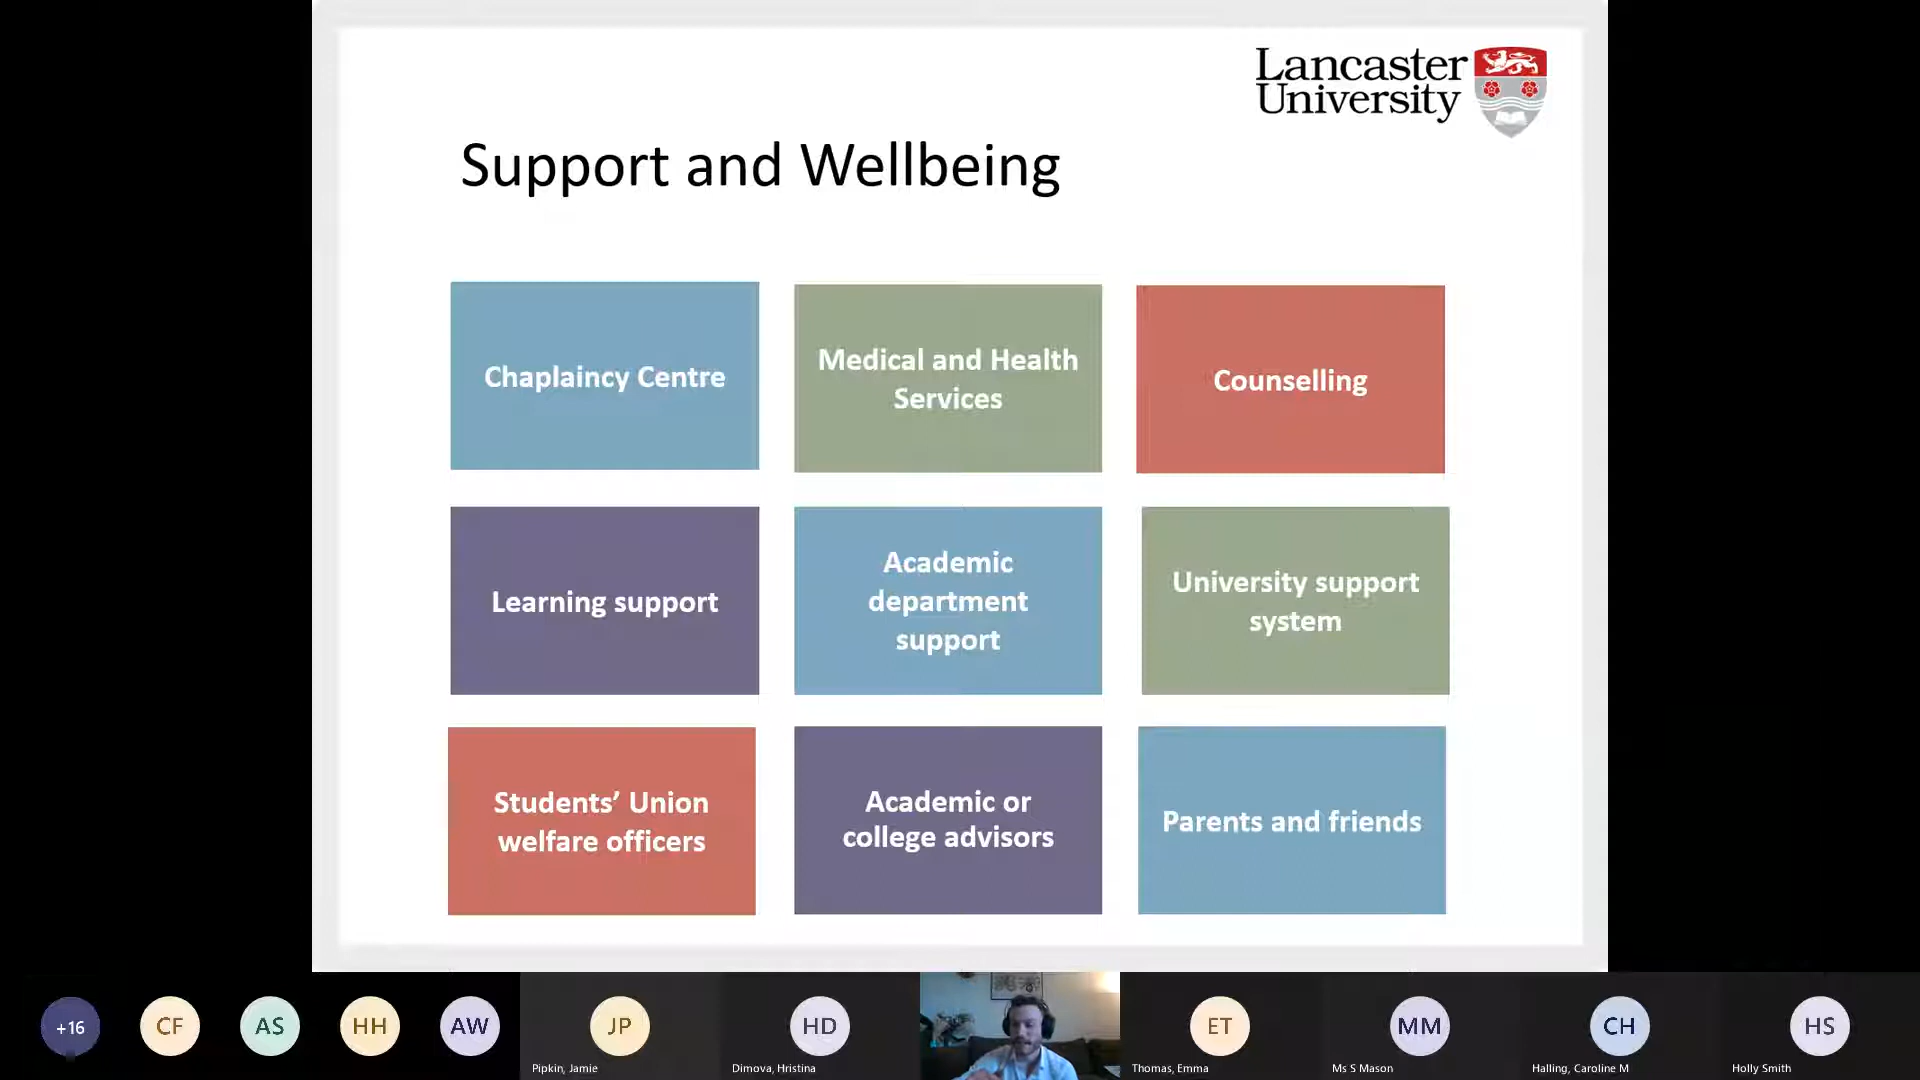 Lancaster
University
Support and Wellbeing
Chaplaincy Centre
Medical and Health
Services
Counselling
Learning support
Academic
department
support
University support
system
Students’ Union
welfare officers
Academic or
college advisors
Parents and friends
+16
CF
AS
HH
AW
JP
Pipkin, Jamie
HD
Dimova, Hristina
ET
Thomas, Emma
MM
Ms S Mason
CH
Halling, Caroline M
HS
Holly Smith